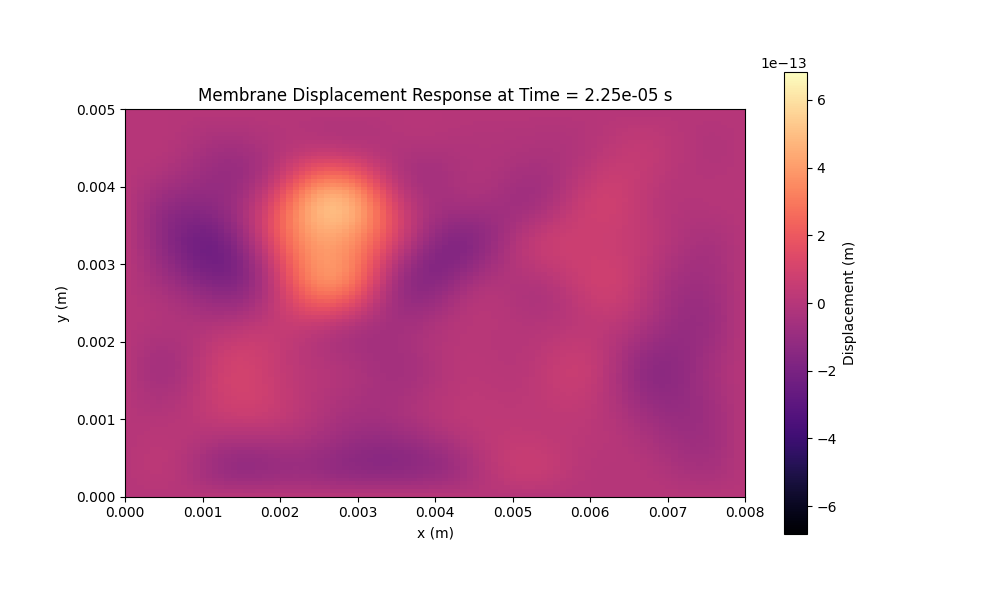 1e−13
Membrane Displacement Response at Time = 2.25e-05 s
0.005
0.004
0.003
0.002
0.001
0.000
y (m)
0.000 0.001 0.002 0.003 0.004 0.005 0.006 0.007 0.008
x (m)
6
4
2
0
−2
−4
−6
Displacement (m)